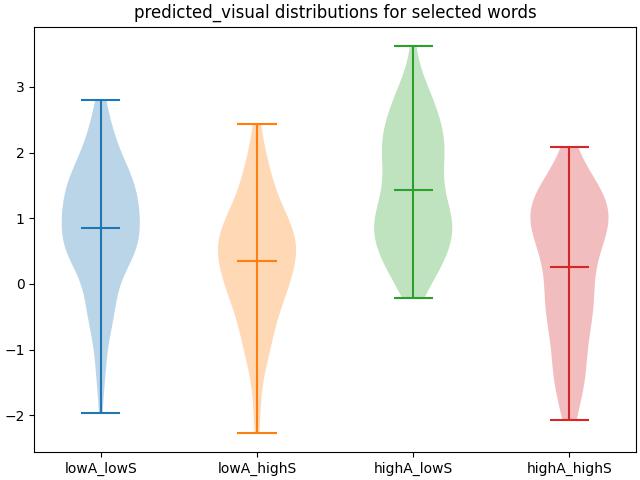 predicted_visual distributions for selected words
3
2
1
0
−1
−2
lowA_lowS
lowA_highS
highA_lowS
highA_highS